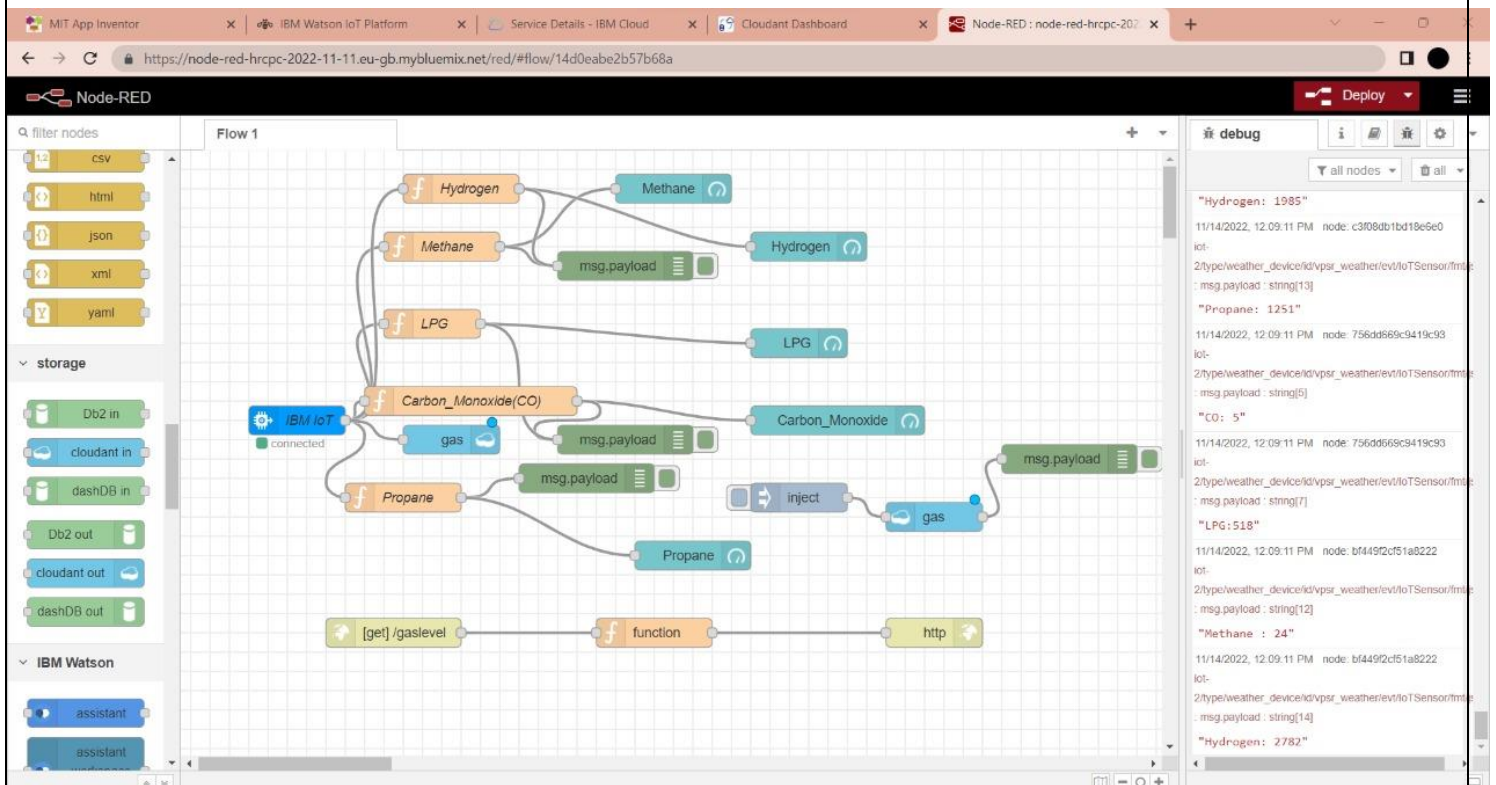 MIT App Inventor
IBM Watson IoT Platform
Service Details - IBM Cloud
Cloudant Dashboard
Node-RED : node-red-hrcpc-202
https://node-red-hrcpc-2022-11-11.eu-gb.mybluemix.net/red/#flow/14d0eabe2b57b68a
Node-RED
Deploy
filter nodes
csv
html
json
xml
yaml
storage
Db2 in
cloudant in
dashDB in
Db2 out
cloudant out
dashDB out
IBM Watson
assistant
assistant
Flow 1
Hydrogen
Methane
Methane
Hydrogen
msg.payload
LPG
LPG
Carbon_Monoxide(CO)
IBM IoT
connected
gas
msg.payload
Carbon_Monoxide
msg.payload
msg.payload
Propane
inject
gas
Propane
[get] /gaslevel
function
http
debug
all nodes
all
"Hydrogen: 1985"
11/14/2022, 12:09:11 PM node: c3f08db1bd18e6e0
iot-
2/type/weather_device/id/vpsr_weather/evt/IoTSensor/fmt/
: msg.payload : string[13]
"Propane: 1251"
11/14/2022, 12:09:11 PM node: 756dd669c9419c93
iot-
2/type/weather_device/id/vpsr_weather/evt/IoTSensor/fmt/
: msg.payload : string[5]
"CO: 5"
11/14/2022, 12:09:11 PM node: 756dd669c9419c93
iot-
2/type/weather_device/id/vpsr_weather/evt/IoTSensor/fmt/
: msg.payload : string[7]
"LPG:518"
11/14/2022, 12:09:11 PM node: bf449f2cf51a8222
iot-
2/type/weather_device/id/vpsr_weather/evt/IoTSensor/fmt/
: msg.payload : string[12]
"Methane : 24"
11/14/2022, 12:09:11 PM node: bf449f2cf51a8222
iot-
2/type/weather_device/id/vpsr_weather/evt/IoTSensor/fmt/
: msg.payload : string[14]
"Hydrogen: 2782"